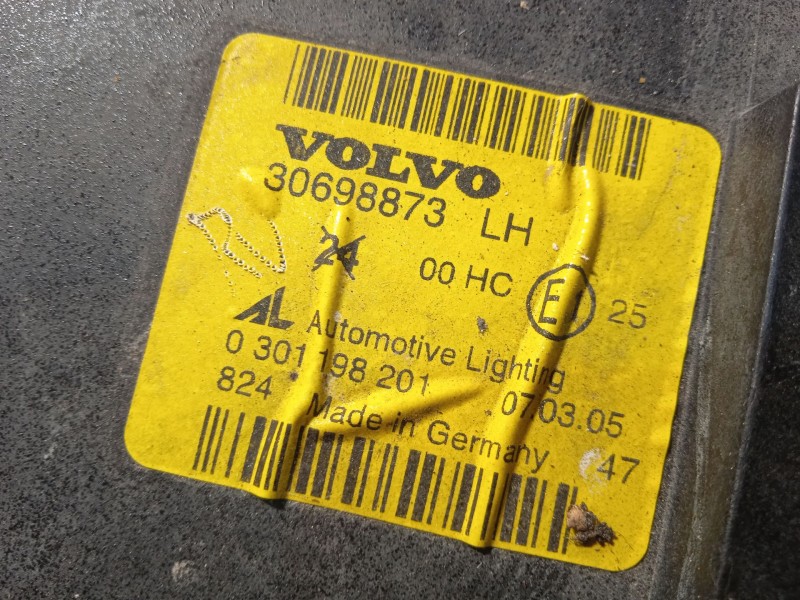 VOLVO
30698873 LH
24 00 HC E1 25
AL Automotive Lighting
0 301 198 201 07.03.05
824 Made in Germany 47